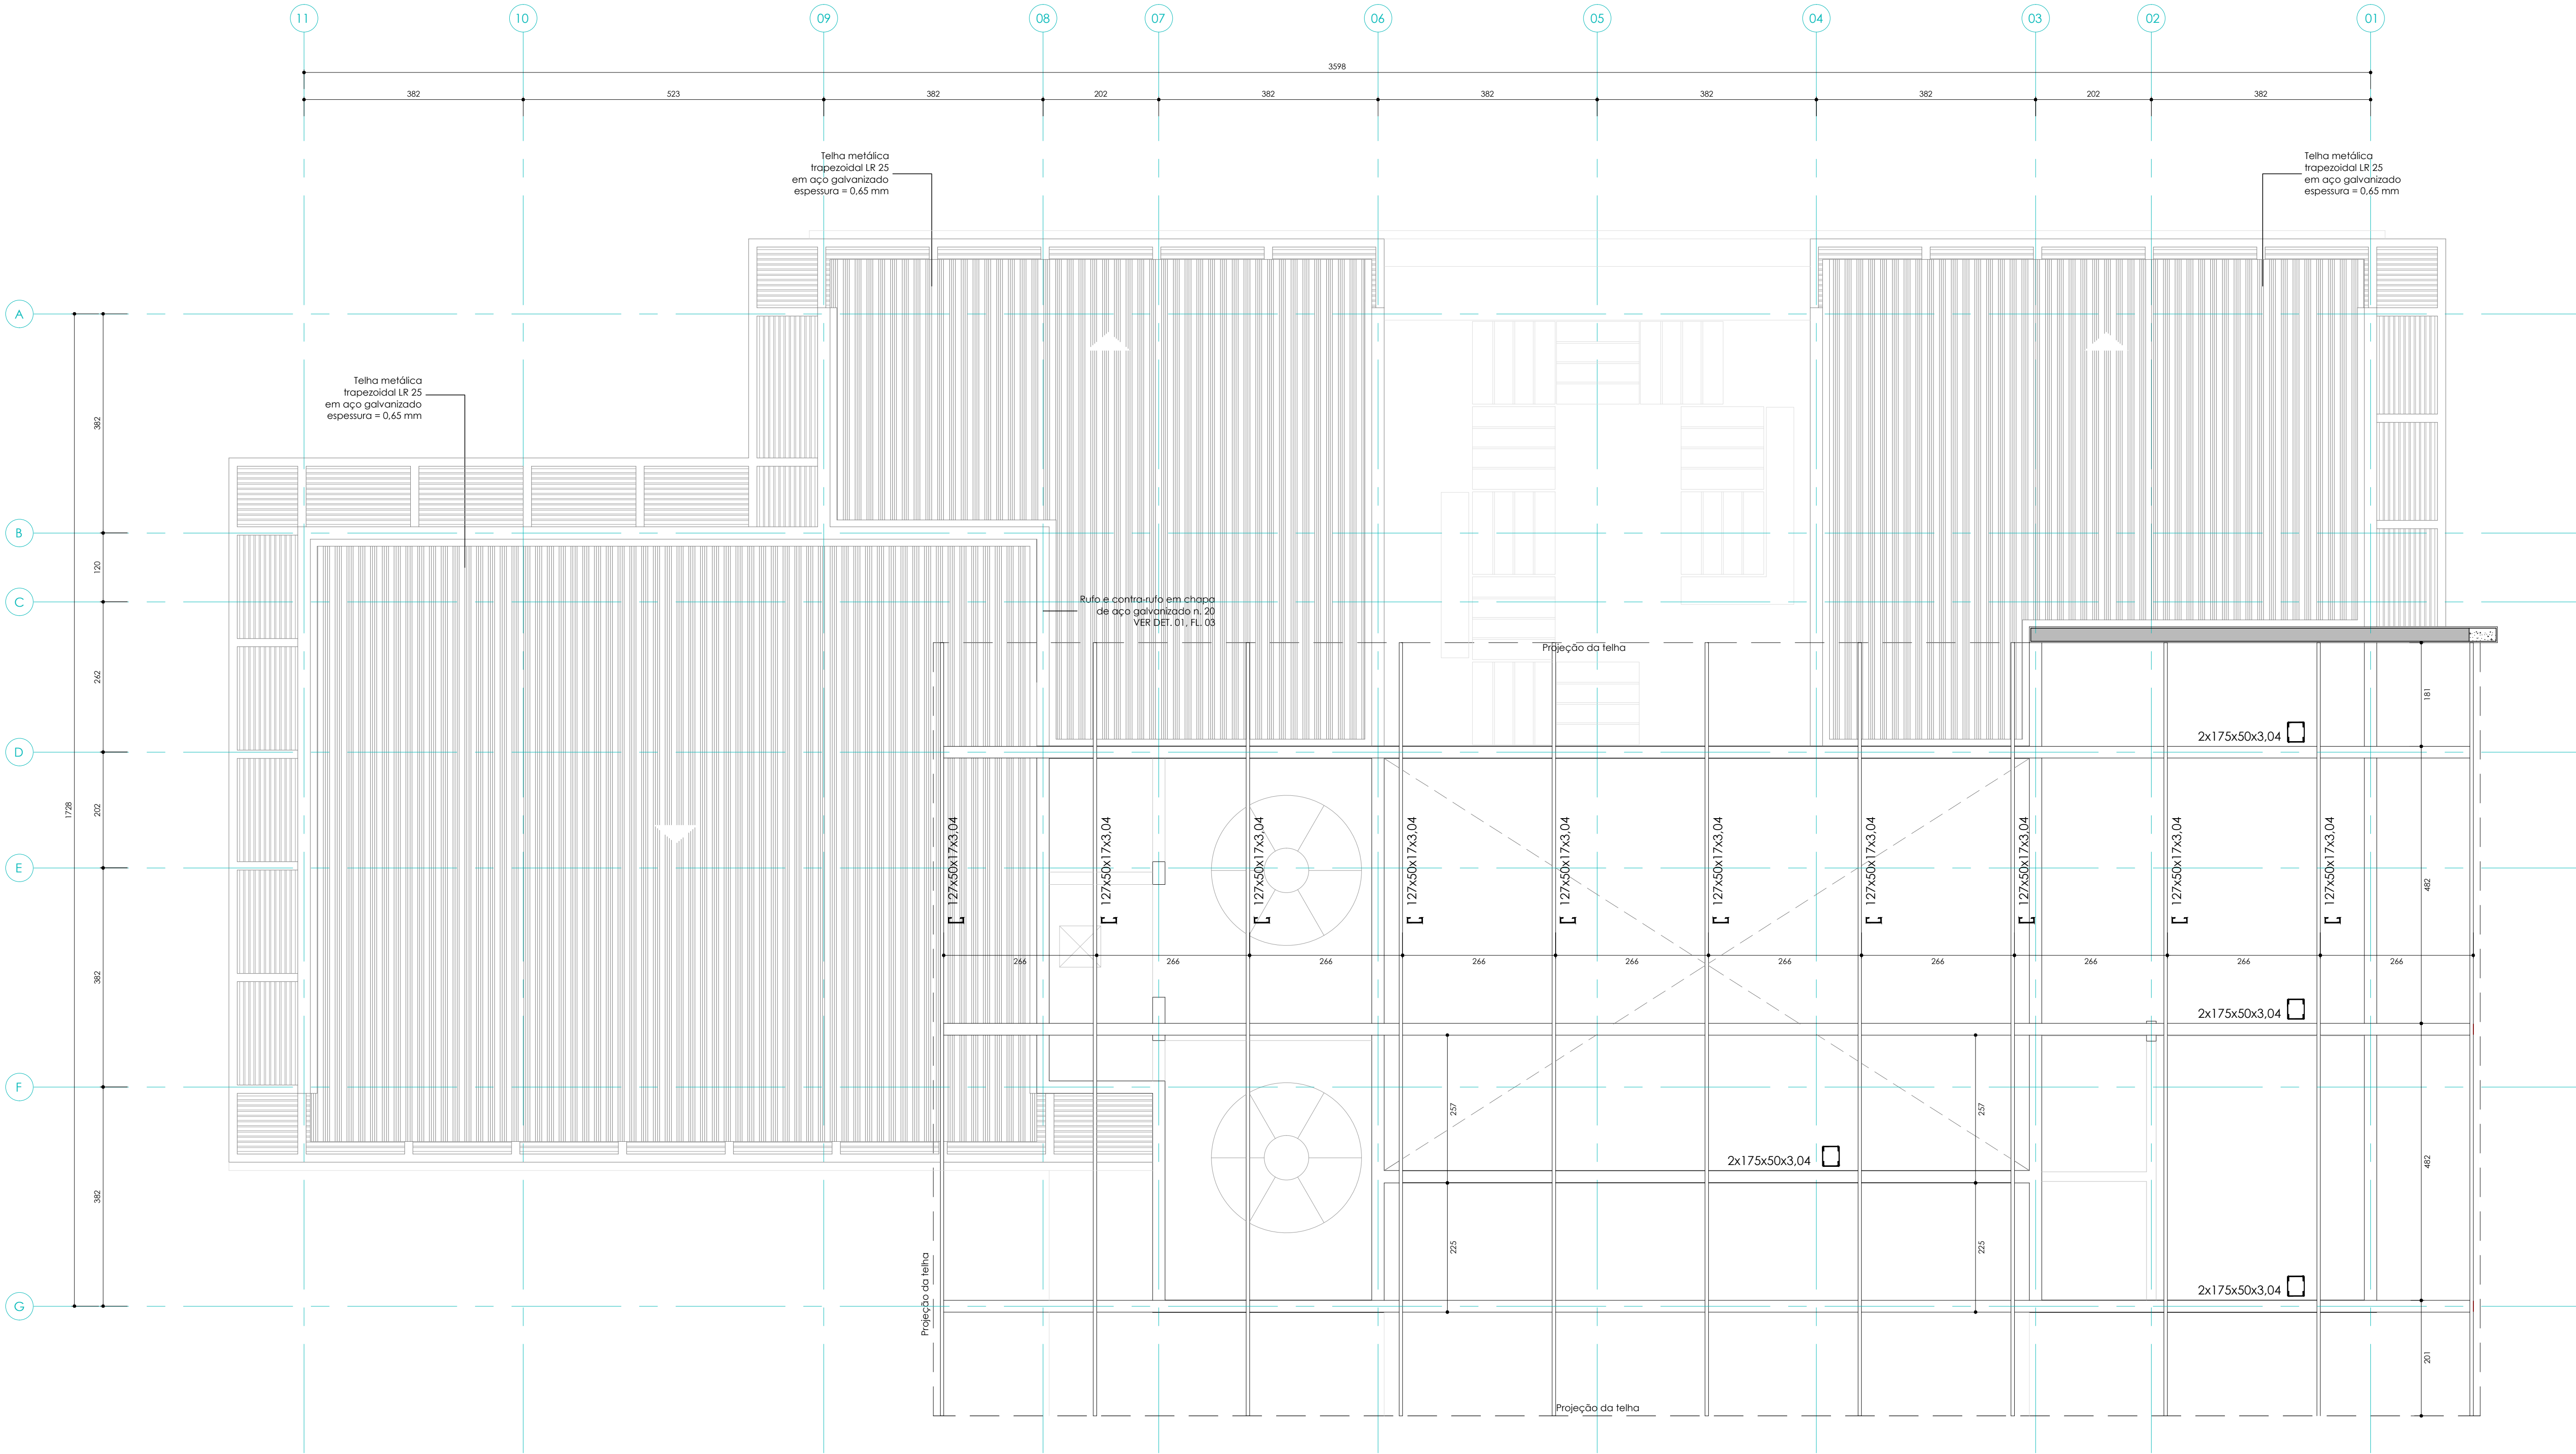 11
10
09
08
07
06
05
04
03
02
01
3598
382
523
382
202
382
382
382
382
202
382
Telha metálica
trapezoidal LR 25
em aço galvanizado
espessura = 0,65 mm
Telha metálica
trapezoidal LR 25
em aço galvanizado
espessura = 0,65 mm
Telha metálica
trapezoidal LR 25
em aço galvanizado
espessura = 0,65 mm
A
B
C
D
E
F
G
1728
382
120
262
202
382
382
Rufo e contra-rufo em chapa
de aço galvanizado n. 20
VER DET. 01, FL. 03
Projeção da telha
181
2x175x50x3,04
127x50x17x3,04
127x50x17x3,04
127x50x17x3,04
127x50x17x3,04
127x50x17x3,04
127x50x17x3,04
127x50x17x3,04
127x50x17x3,04
127x50x17x3,04
127x50x17x3,04
482
266
266
266
266
266
266
266
266
266
266
2x175x50x3,04
257
257
2x175x50x3,04
482
225
225
2x175x50x3,04
Projeção da telha
201
Projeção da telha